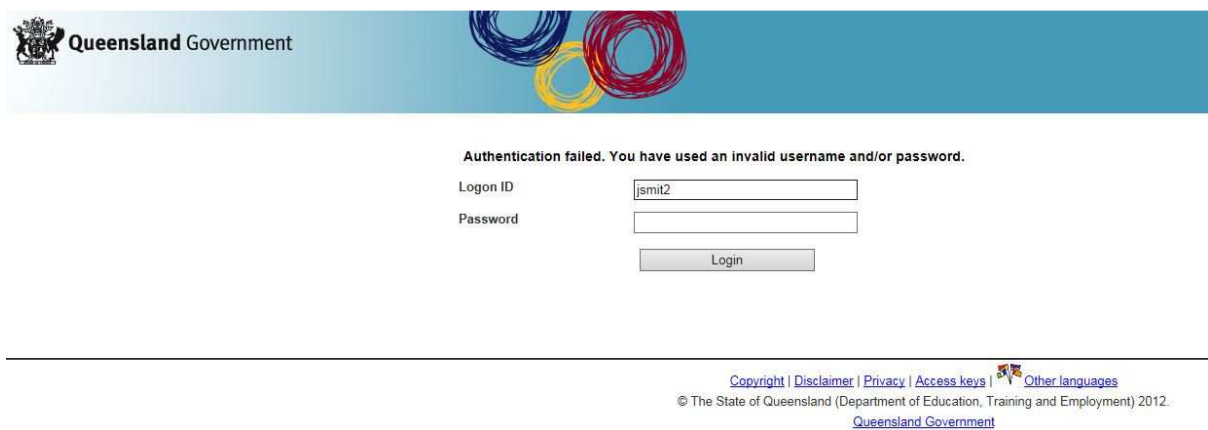 Queensland Government
Authentication failed. You have used an invalid username and/or password.
Logon ID jsmit2
Password
Login
Copyright | Disclaimer | Privacy | Access keys | Other languages
© The State of Queensland (Department of Education, Training and Employment) 2012.
Queensland Government